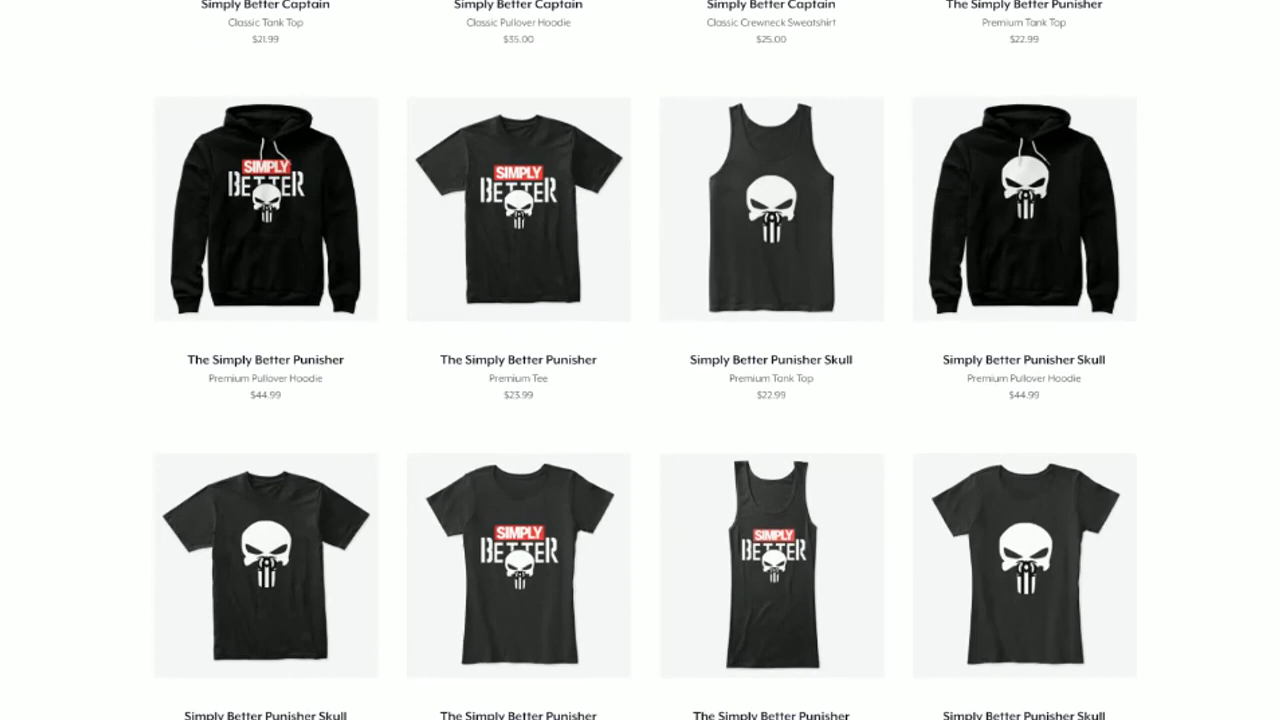 Simply Better Captain
Classic Tank Top
$21.99
Simply Better Captain
Classic Pullover Hoodie
$35.00
Simply Better Captain
Classic Crewneck Sweatshirt
$25.00
The Simply Better Punisher
Premium Tank Top
$22.99
SIMPLY
BETTER
SIMPLY
BETTER
The Simply Better Punisher
Premium Pullover Hoodie
$44.99
The Simply Better Punisher
Premium Tee
$23.99
Simply Better Punisher Skull
Premium Tank Top
$22.99
Simply Better Punisher Skull
Premium Pullover Hoodie
$44.99
SIMPLY
BETTER
SIMPLY
BETTER
Simply Better Punisher Skull
The Simply Better Punisher
The Simply Better Punisher
Simply Better Punisher Skull